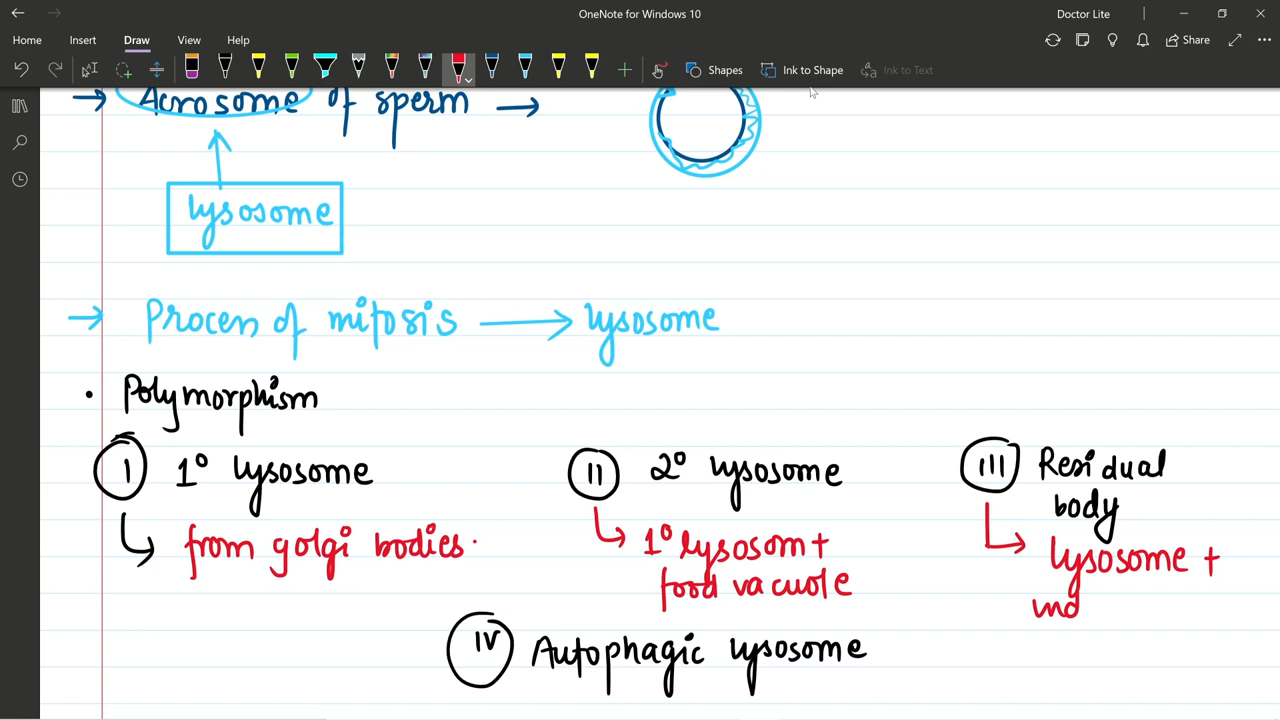 OneNote for Windows 10
Doctor Lite
Home Insert Draw View Help
Share
Shapes Ink to Shape Ink to Text
→ Acrosome of sperm →
lysosome
→ Process of mitosis → lysosome
• Polymorphism
I 1° lysosome
II 2° lysosome
III Residual
body
from golgi bodies.
1° lysosom +
food vacuole
lysosome +
und
IV Autophagic lysosome